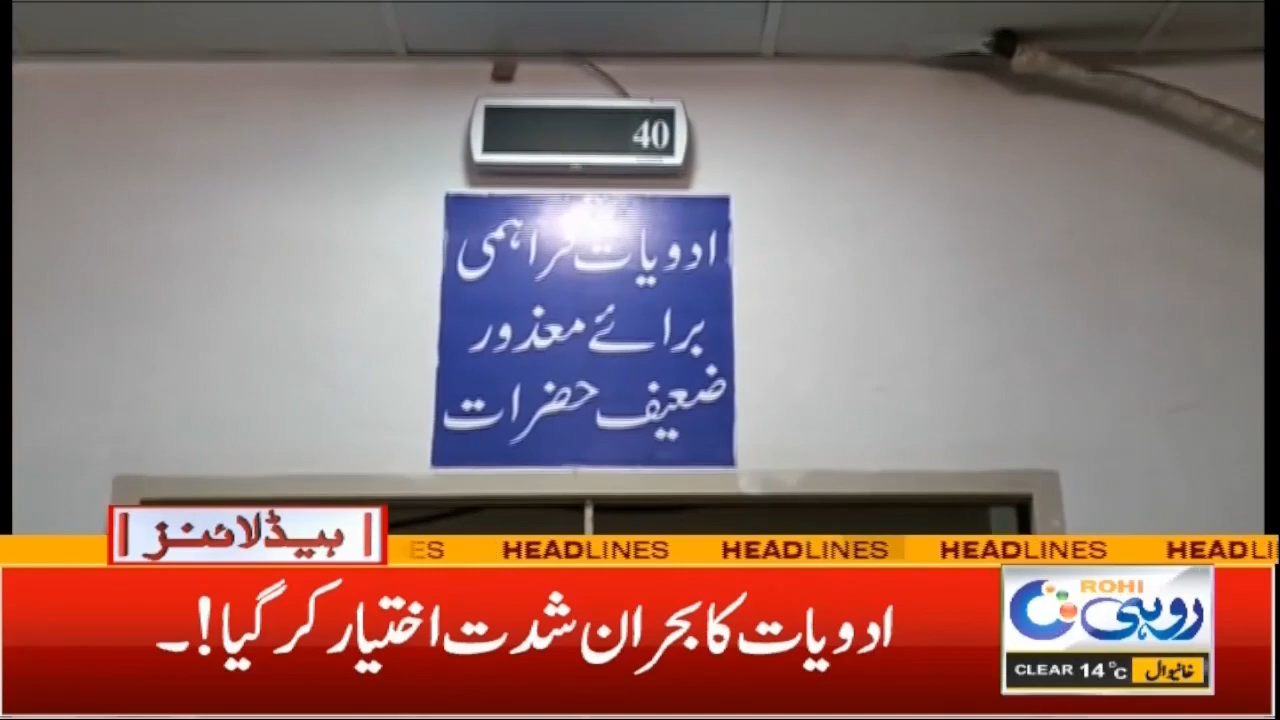 40
ادویات فراہمی
برائے معذور
ضعیف حضرات
ہیڈلائنز
ES HEADLINES HEADLINES HEADLINES HEADLI
ادویات کا بحران شدت اختیار کر گیا!۔
ROHI
روہی
CLEAR 14°C خانیوال